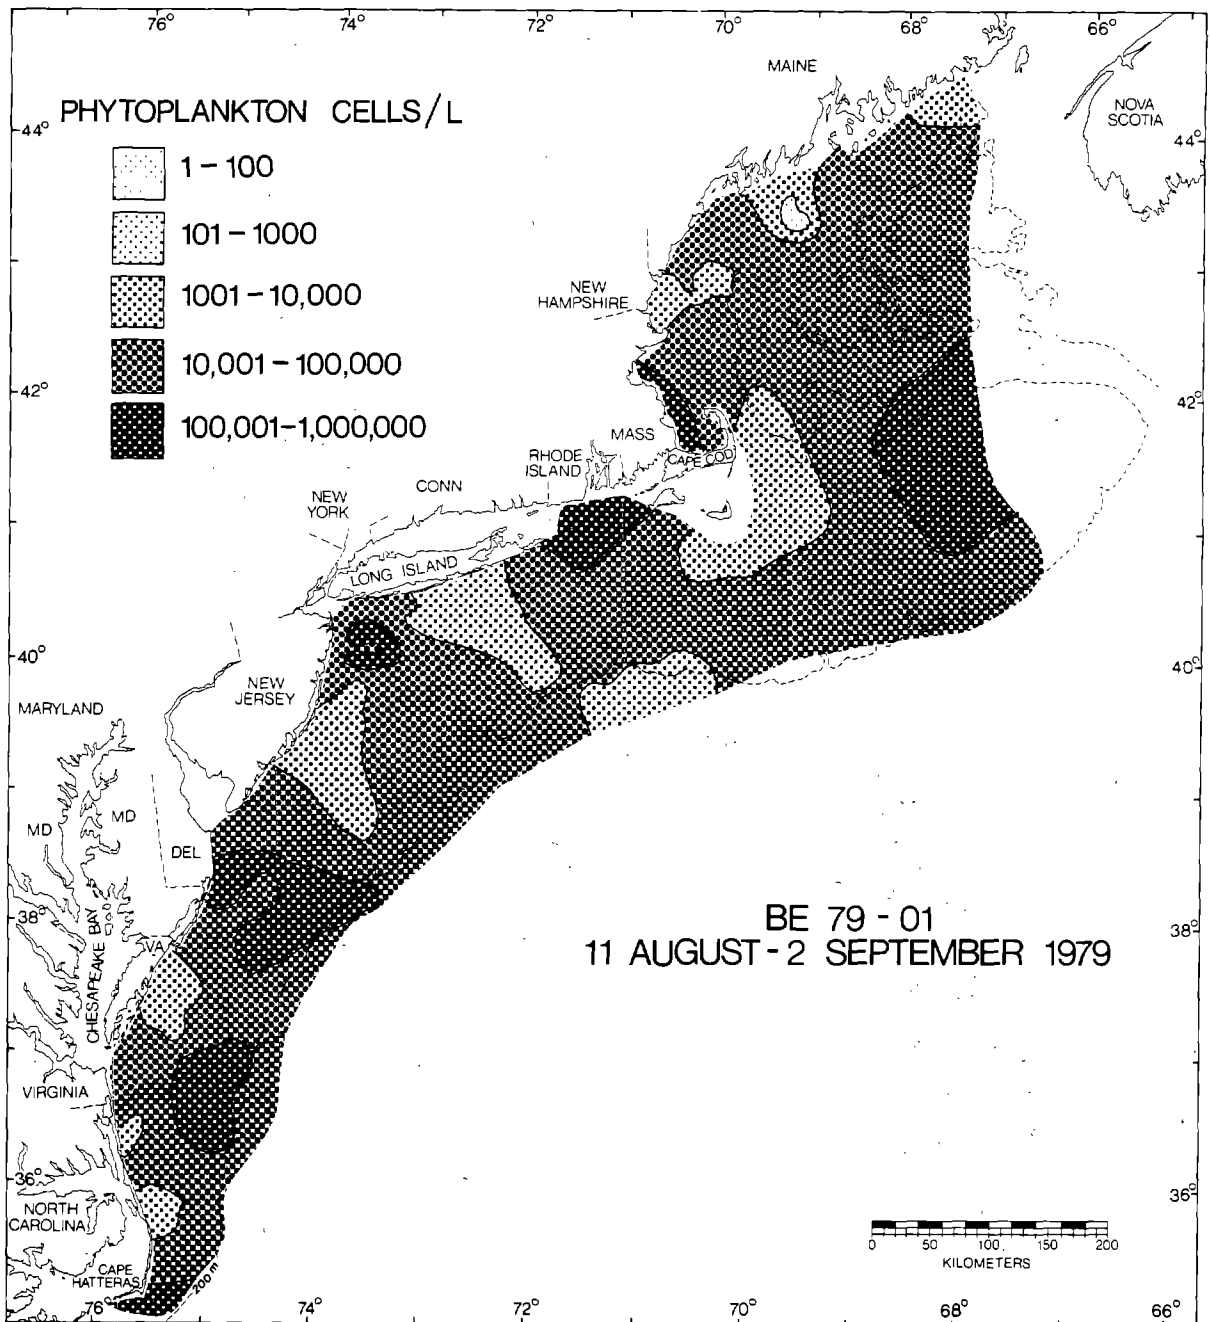 76° 74° 72° 70° 68° 66°
MAINE
NOVA
SCOTIA
PHYTOPLANKTON CELLS/L
44° 44°
1-100
101-1000
1001-10,000
10,001-100,000
100,001-1,000,000
NEW
HAMPSHIRE
42° 42°
MASS
CAPE COD
RHODE
ISLAND
CONN
NEW
YORK
LONG ISLAND
40° 40°
NEW
JERSEY
MARYLAND
MD MD
DEL
38° 38°
CHESAPEAKE BAY
VA
BE 79-01
11 AUGUST-2 SEPTEMBER 1979
VIRGINIA
36° 36°
NORTH
CAROLINA
CAPE
HATTERAS
200 m
0 50 100 150 200
KILOMETERS
76° 74° 72° 70° 68° 66°